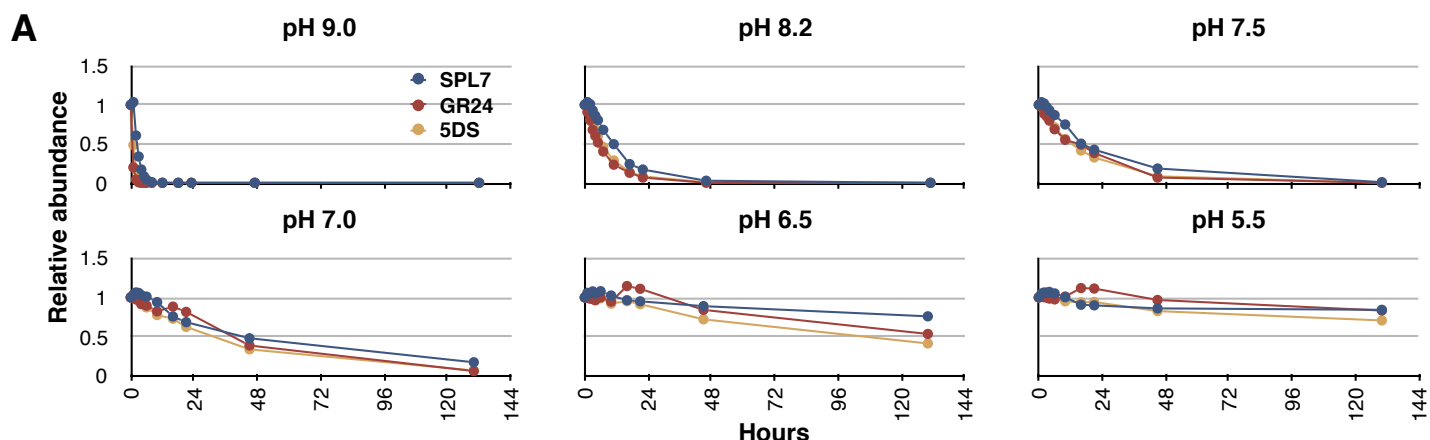 A
pH 9.0
pH 8.2
pH 7.5
Relative abundance
1.5
1
0.5
0
SPL7
GR24
5DS
pH 7.0
pH 6.5
pH 5.5
1.5
1
0.5
0
0 24 48 72 96 120 144
0 24 48 72 96 120 144
0 24 48 72 96 120 144
Hours